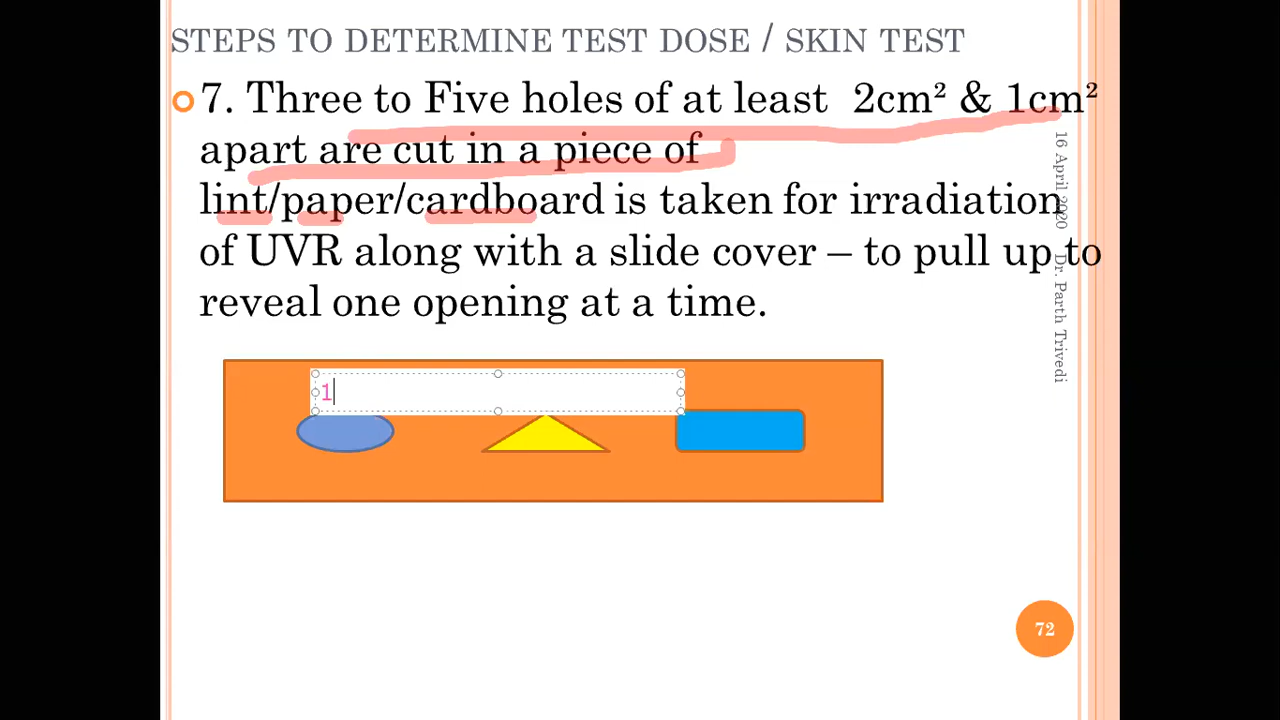 STEPS TO DETERMINE TEST DOSE / SKIN TEST
7. Three to Five holes of at least 2cm² & 1cm²
apart are cut in a piece of
lint/paper/cardboard is taken for irradiation
of UVR along with a slide cover – to pull up to
reveal one opening at a time.
16 April 2020
Dr. Parth Trivedi
1
72